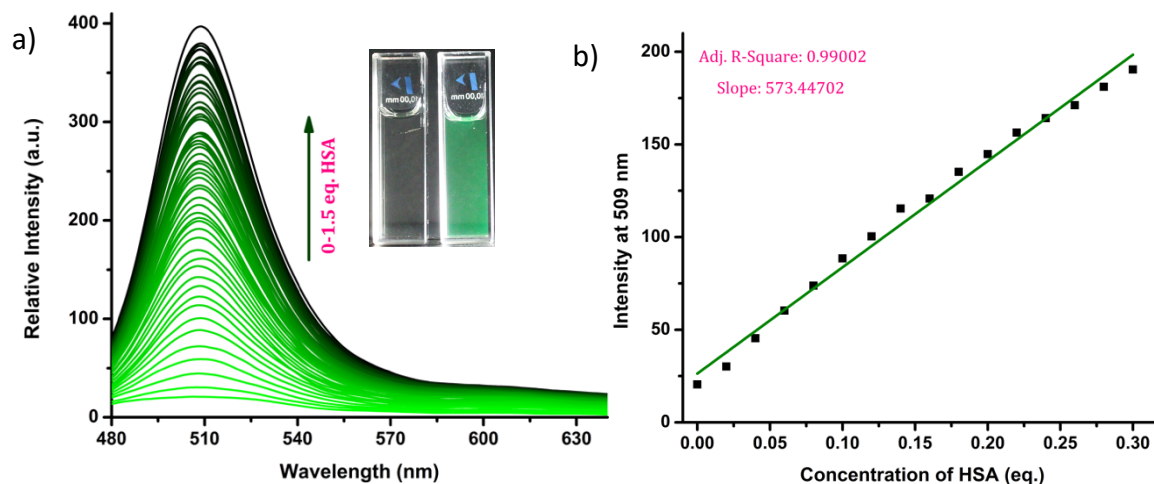 a)
400
300
200
100
0
Relative Intensity (a.u.)
480
510
540
570
600
630
Wavelength (nm)
0-1.5 eq. HSA
b)
Adj. R-Square: 0.99002
Slope: 573.44702
200
150
100
50
0
Intensity at 509 nm
0.00
0.05
0.10
0.15
0.20
0.25
0.30
Concentration of HSA (eq.)